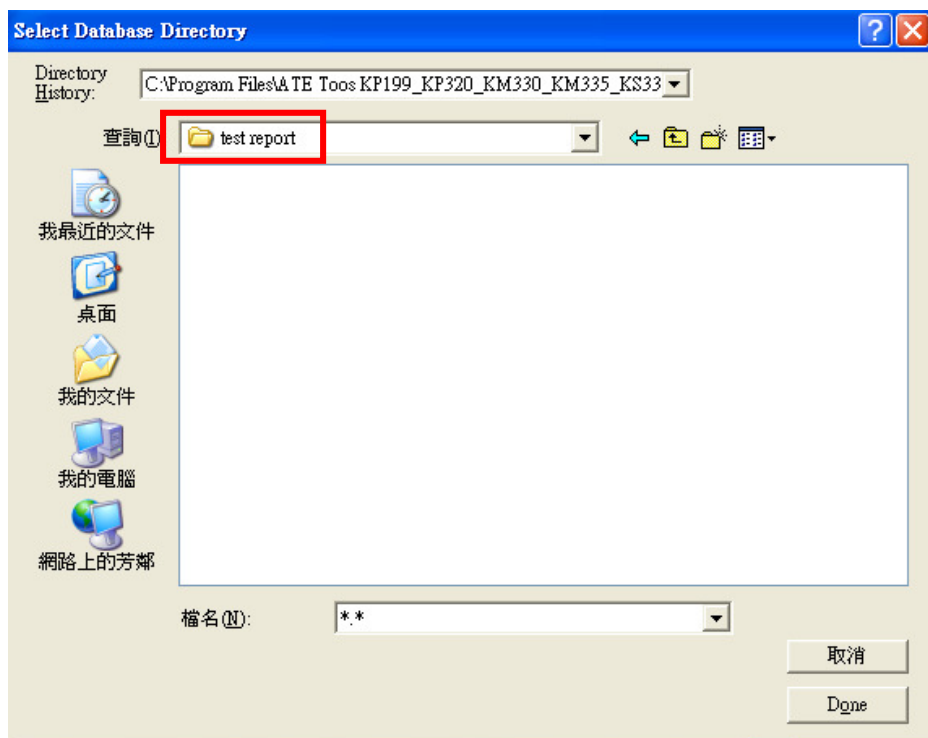 Select Database Directory
Directory History:
C:\Program Files\ATE Toos KP199_KP320_KM330_KM335_KS33
查詢(I)
test report
我最近的文件
桌面
我的文件
我的電腦
網路上的芳鄰
檔名(N):
*.*
取消
Done